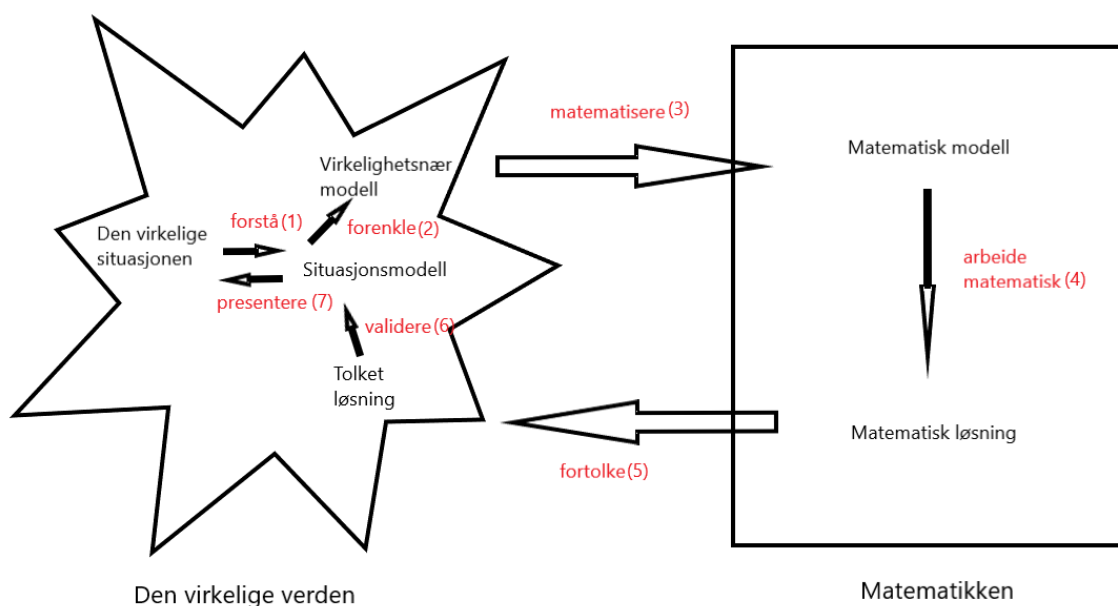 matematisere (3)
Virkelighetsnær
modell
Matematisk modell
forstå (1)
forenkle (2)
Den virkelige
situasjonen
Situasjonsmodell
arbeide
matematisk (4)
presentere (7)
validere (6)
Tolket
løsning
Matematisk løsning
fortolke (5)
Den virkelige verden
Matematikken